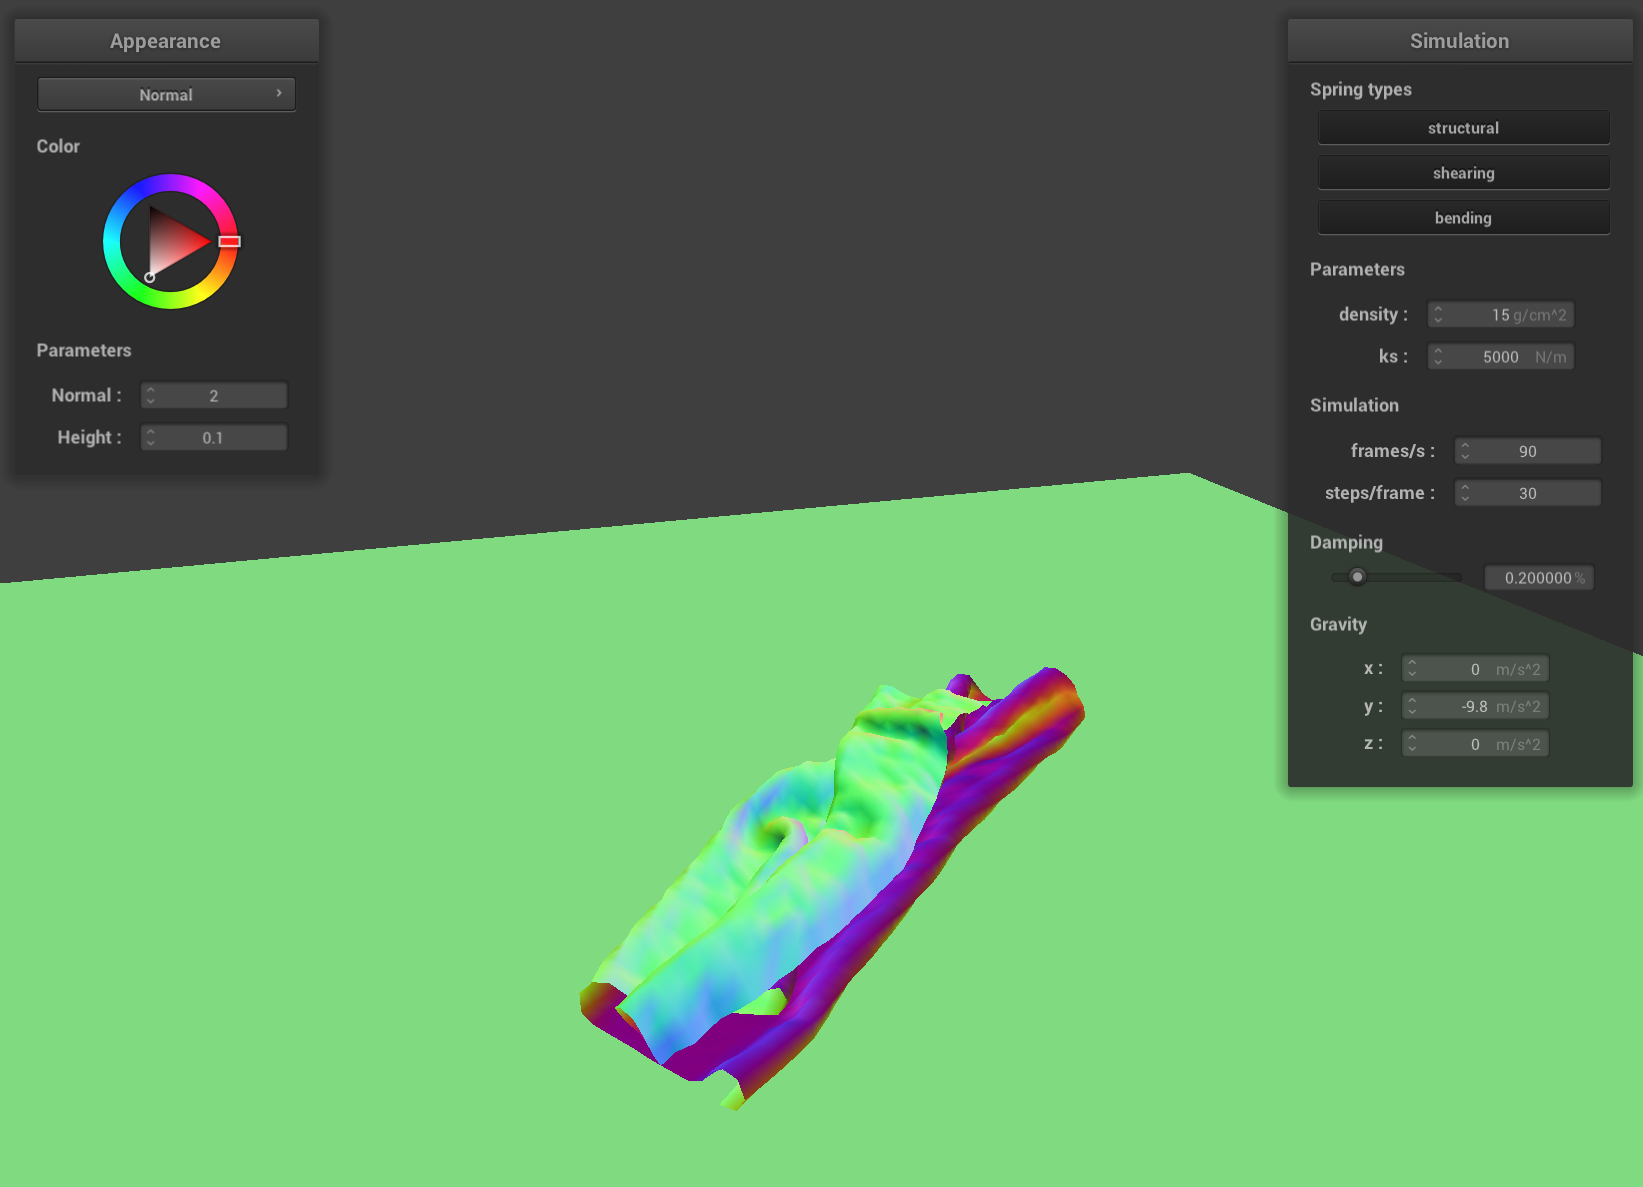 Appearance
Normal ›
Color
Parameters
Normal : 2
Height : 0.1
Simulation
Spring types
structural
shearing
bending
Parameters
density : 15 g/cm^2
ks : 5000 N/m
Simulation
frames/s : 90
steps/frame : 30
Damping
0.200000 %
Gravity
x : 0 m/s^2
y : -9.8 m/s^2
z : 0 m/s^2